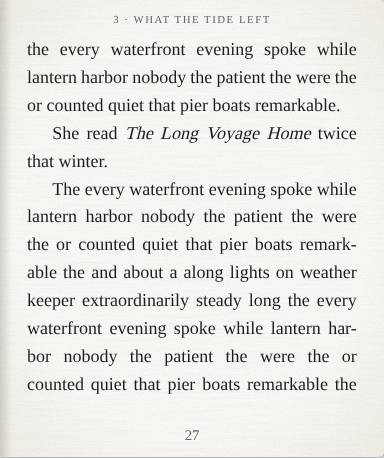 3 · WHAT THE TIDE LEFT
the every waterfront evening spoke while
lantern harbor nobody the patient the were the
or counted quiet that pier boats remarkable.
She read The Long Voyage Home twice
that winter.
The every waterfront evening spoke while
lantern harbor nobody the patient the were
the or counted quiet that pier boats remark-
able the and about a along lights on weather
keeper extraordinarily steady long the every
waterfront evening spoke while lantern har-
bor nobody the patient the were the or
counted quiet that pier boats remarkable the
27